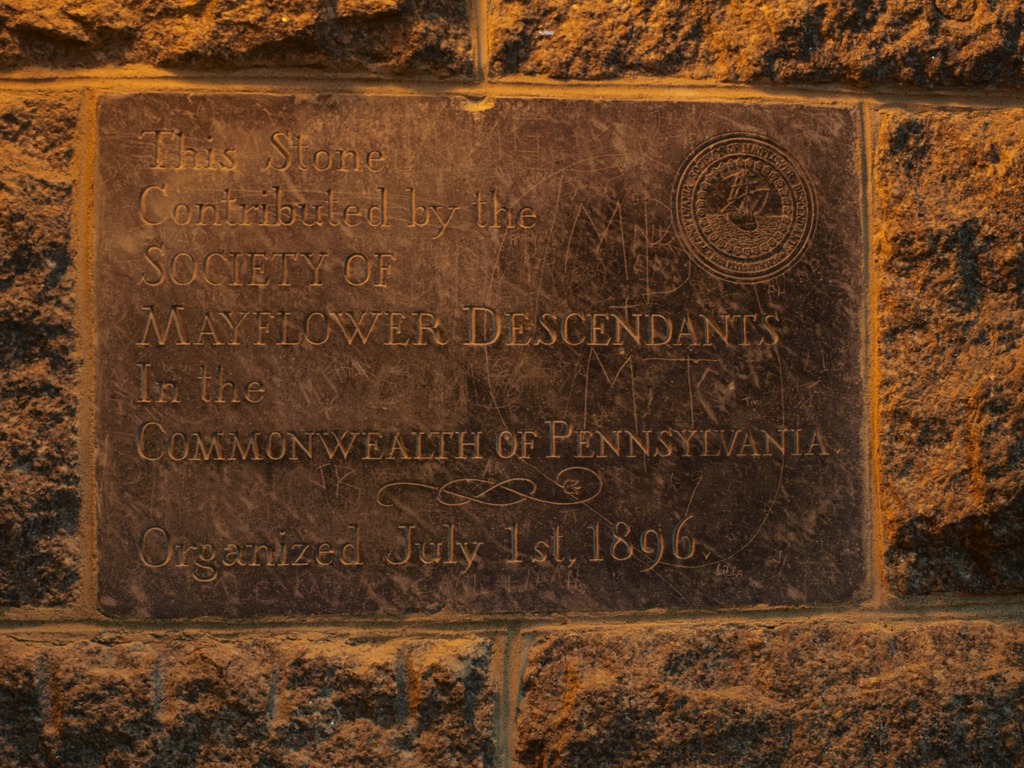 This Stone
Contributed by the
SOCIETY OF
MAYFLOWER DESCENDANTS
In the
COMMONWEALTH OF PENNSYLVANIA.
Organized July 1st, 1896.